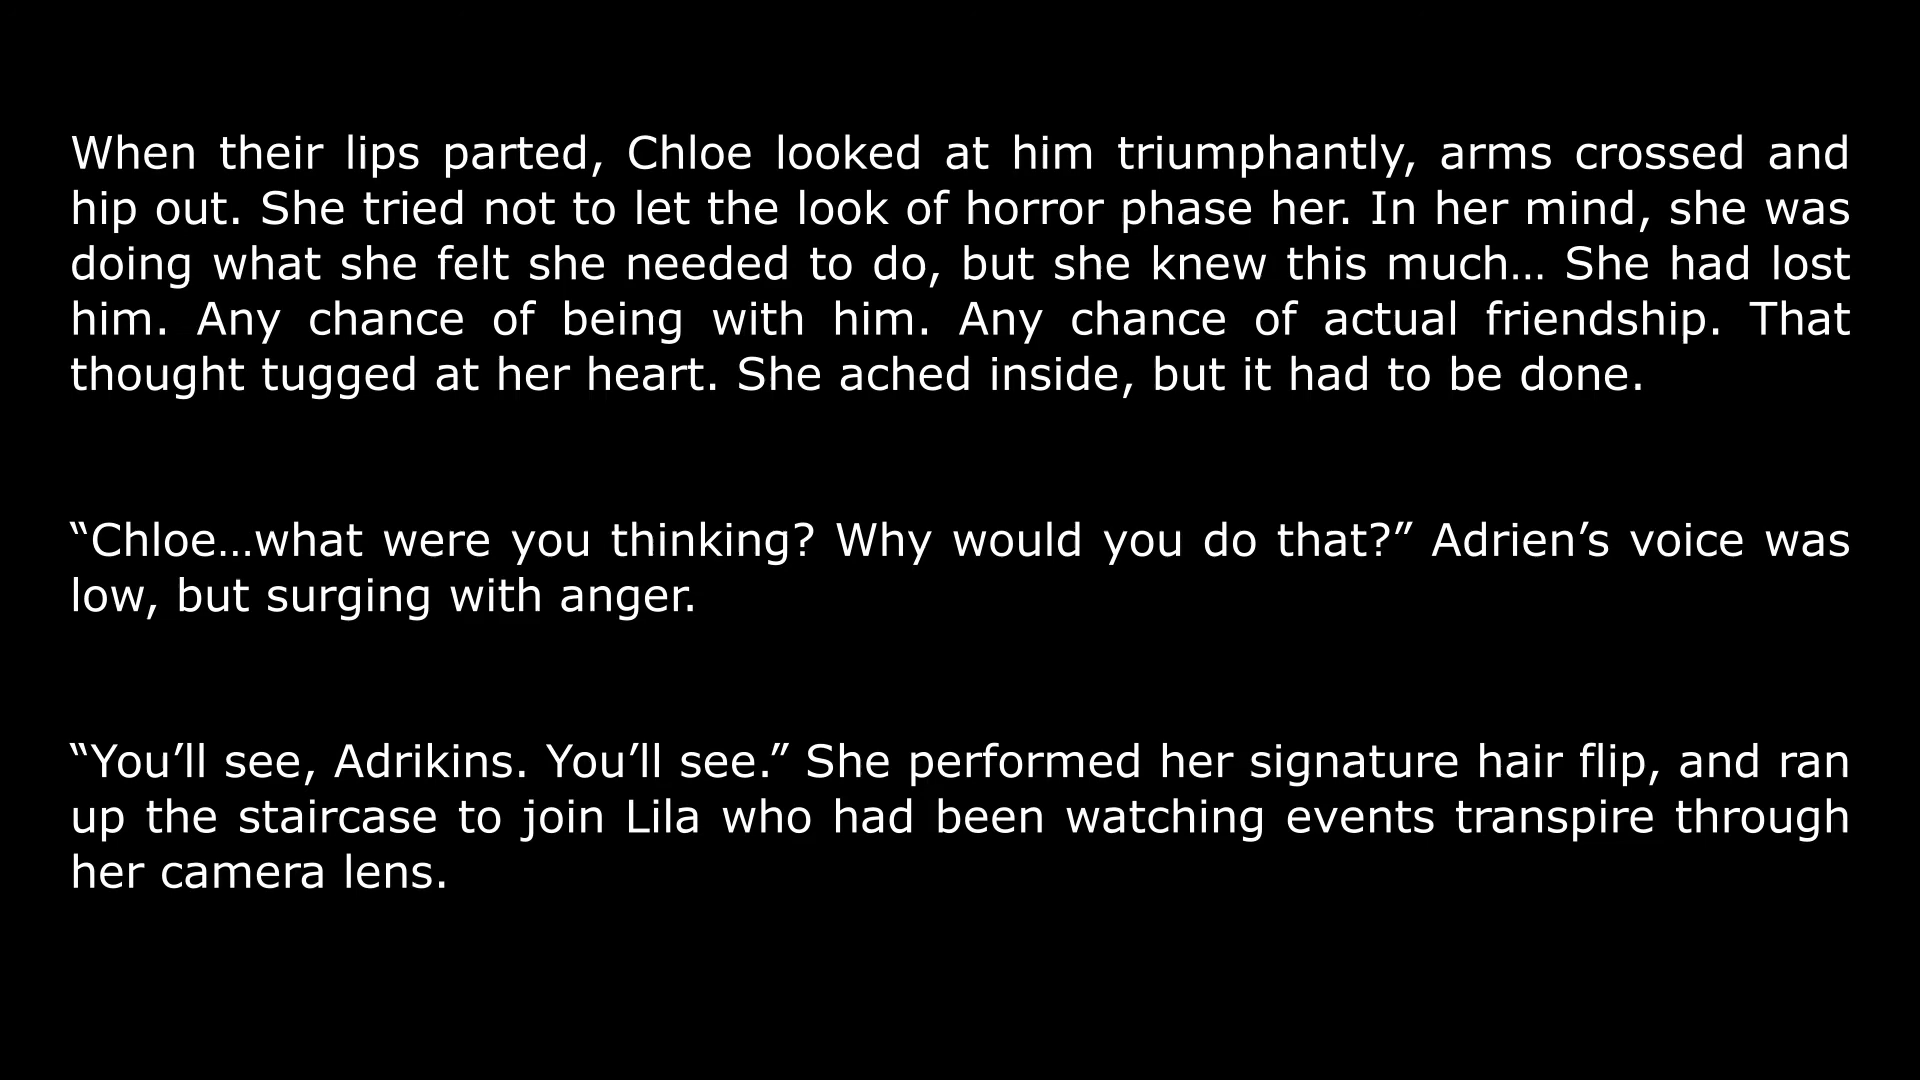 When their lips parted, Chloe looked at him triumphantly, arms crossed and
hip out. She tried not to let the look of horror phase her. In her mind, she was
doing what she felt she needed to do, but she knew this much… She had lost
him. Any chance of being with him. Any chance of actual friendship. That
thought tugged at her heart. She ached inside, but it had to be done.
“Chloe…what were you thinking? Why would you do that?” Adrien’s voice was
low, but surging with anger.
“You’ll see, Adrikins. You’ll see.” She performed her signature hair flip, and ran
up the staircase to join Lila who had been watching events transpire through
her camera lens.